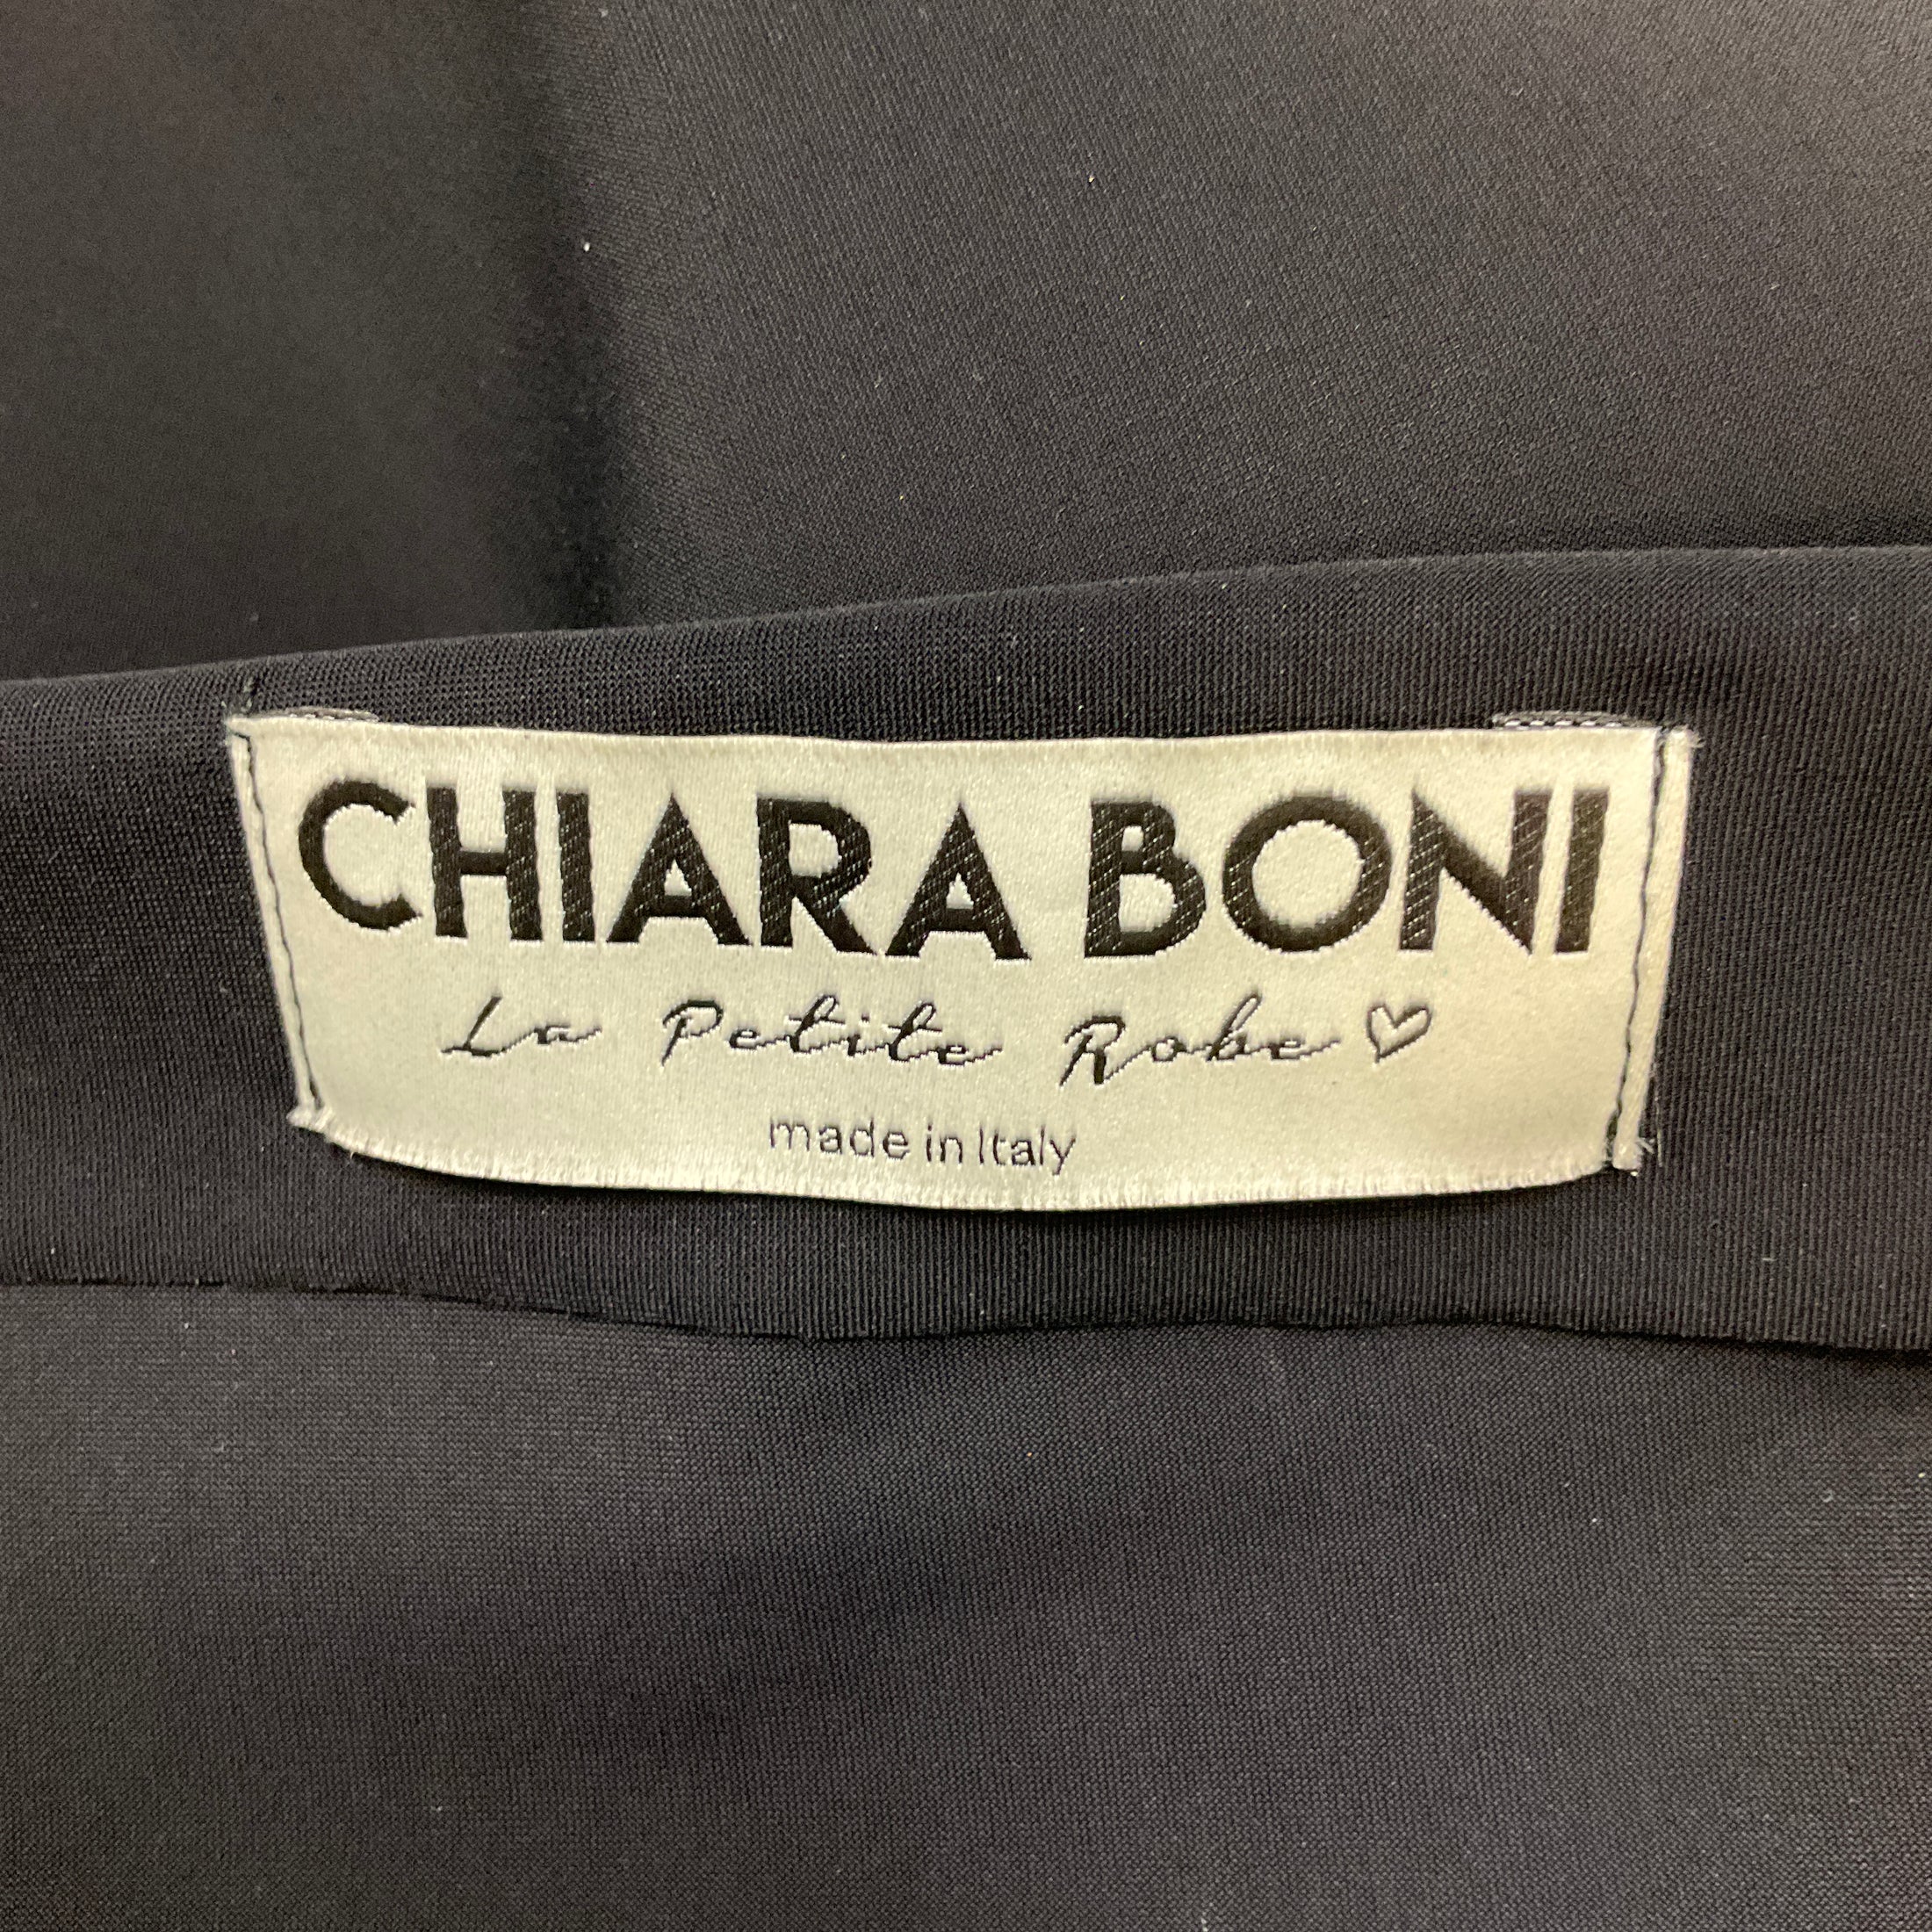 CHIARA BONI
La Petite Robe ♡
made in Italy